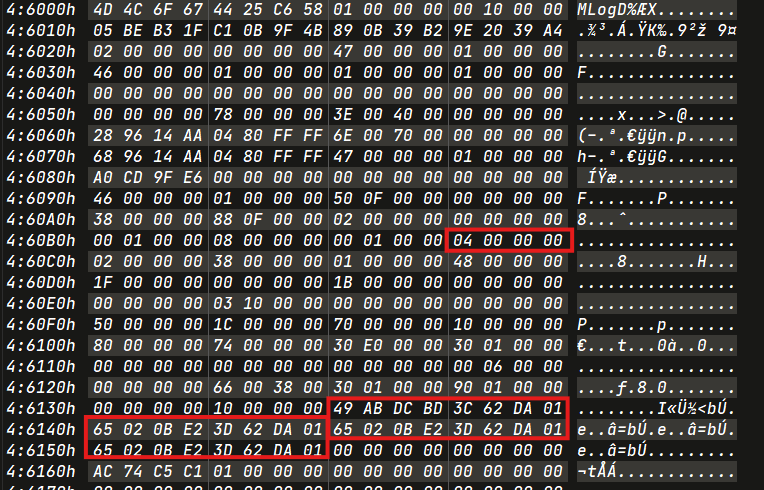 4:6000h 4D 4C 6F 67 44 25 C6 58 01 00 00 00 00 10 00 00 MLogD%ÆX........
4:6010h 05 BE B3 1F C1 0B 9F 4B 89 0B 39 B2 9E 20 39 A4 .¾³.Á.ŸK‰.9²ž 9¤
4:6020h 02 00 00 00 00 00 00 00 47 00 00 00 01 00 00 00 ........G.......
4:6030h 46 00 00 00 01 00 00 00 01 00 00 00 01 00 00 00 F...............
4:6040h 00 00 00 00 00 00 00 00 00 00 00 00 00 00 00 00 ................
4:6050h 00 00 00 00 78 00 00 00 3E 00 40 00 00 00 00 00 ....x...>.@.....
4:6060h 28 96 14 AA 04 80 FF FF 6E 00 70 00 00 00 00 00 (–.ª.€ÿÿn.p.....
4:6070h 68 96 14 AA 04 80 FF FF 47 00 00 00 01 00 00 00 h–.ª.€ÿÿG.......
4:6080h A0 CD 9F E6 00 00 00 00 00 00 00 00 00 00 00 00  ÍŸæ............
4:6090h 46 00 00 00 01 00 00 00 50 0F 00 00 00 00 00 00 F.......P.......
4:60A0h 38 00 00 00 88 0F 00 00 02 00 00 00 00 00 00 00 8...ˆ...........
4:60B0h 00 01 00 00 08 00 00 00 00 01 00 00 04 00 00 00 ................
4:60C0h 02 00 00 00 38 00 00 00 01 00 00 00 48 00 00 00 ....8.......H...
4:60D0h 1F 00 00 00 00 00 00 00 1B 00 00 00 00 00 00 00 ................
4:60E0h 00 00 00 00 03 10 00 00 00 00 00 00 00 00 00 00 ................
4:60F0h 50 00 00 00 1C 00 00 00 70 00 00 00 10 00 00 00 P.......p.......
4:6100h 80 00 00 00 74 00 00 00 30 E0 00 00 30 01 00 00 €...t...0à..0...
4:6110h 00 00 00 00 00 00 00 00 00 00 00 00 00 06 00 00 ................
4:6120h 00 00 00 00 66 00 38 00 30 01 00 00 90 01 00 00 ....ƒ.8.0.......
4:6130h 00 00 00 00 10 00 00 00 49 AB DC BD 3C 62 DA 01 ........I«Ü½<bÚ.
4:6140h 65 02 0B E2 3D 62 DA 01 65 02 0B E2 3D 62 DA 01 e..â=bÚ.e..â=bÚ.
4:6150h 65 02 0B E2 3D 62 DA 01 00 00 00 00 00 00 00 00 e..â=bÚ.........
4:6160h AC 74 C5 C1 01 00 00 00 00 00 00 00 00 00 00 00 ¬tÅÁ............